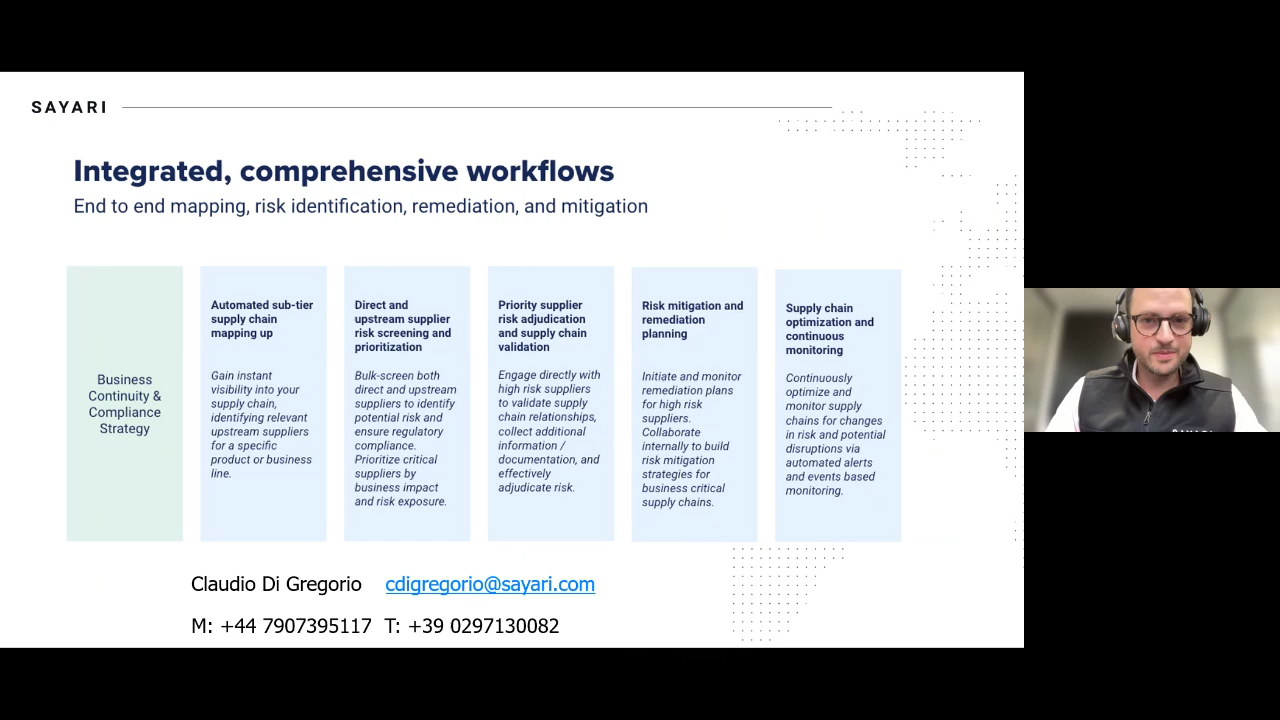 SAYARI
Integrated, comprehensive workflows
End to end mapping, risk identification, remediation, and mitigation
Business
Continuity &
Compliance
Strategy
Automated sub-tier
supply chain
mapping up
Gain instant
visibility into your
supply chain,
identifying relevant
upstream suppliers
for a specific
product or business
line.
Direct and
upstream supplier
risk screening and
prioritization
Bulk-screen both
direct and upstream
suppliers to identify
potential risk and
ensure regulatory
compliance.
Prioritize critical
suppliers by
business impact
and risk exposure.
Priority supplier
risk adjudication
and supply chain
validation
Engage directly with
high risk suppliers
to validate supply
chain relationships,
collect additional
information /
documentation, and
effectively
adjudicate risk.
Risk mitigation and
remediation
planning
Initiate and monitor
remediation plans
for high risk
suppliers.
Collaborate
internally to build
risk mitigation
strategies for
business critical
supply chains.
Supply chain
optimization and
continuous
monitoring
Continuously
optimize and
monitor supply
chains for changes
in risk and potential
disruptions via
automated alerts
and events based
monitoring.
Claudio Di Gregorio cdigregorio@sayari.com
M: +44 7907395117 T: +39 0297130082